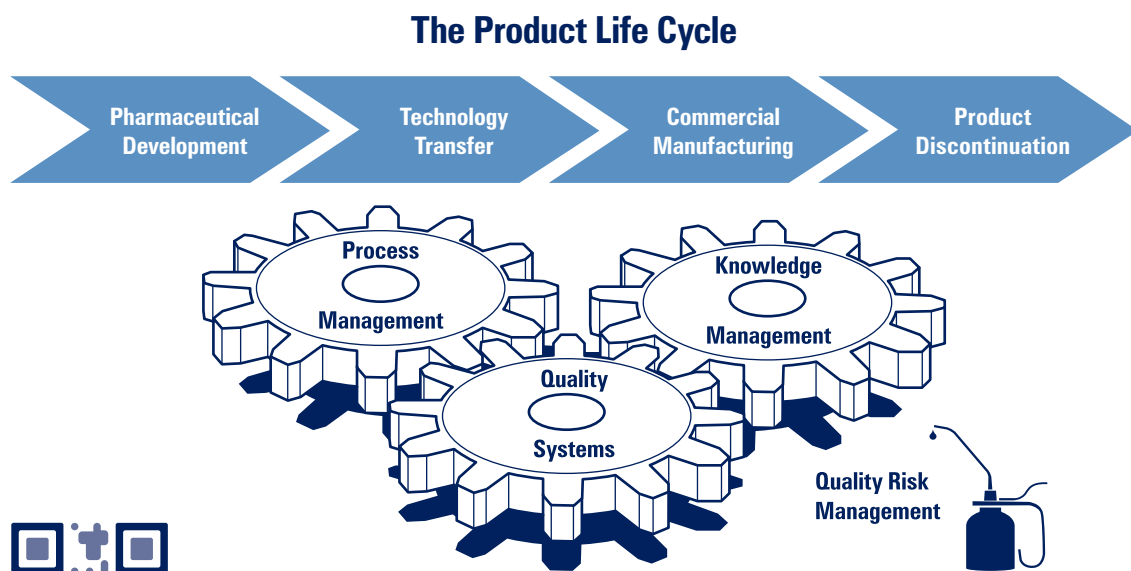 The Product Life Cycle
Pharmaceutical
Development
Technology
Transfer
Commercial
Manufacturing
Product
Discontinuation
Process
Management
Knowledge
Management
Quality
Systems
Quality Risk
Management